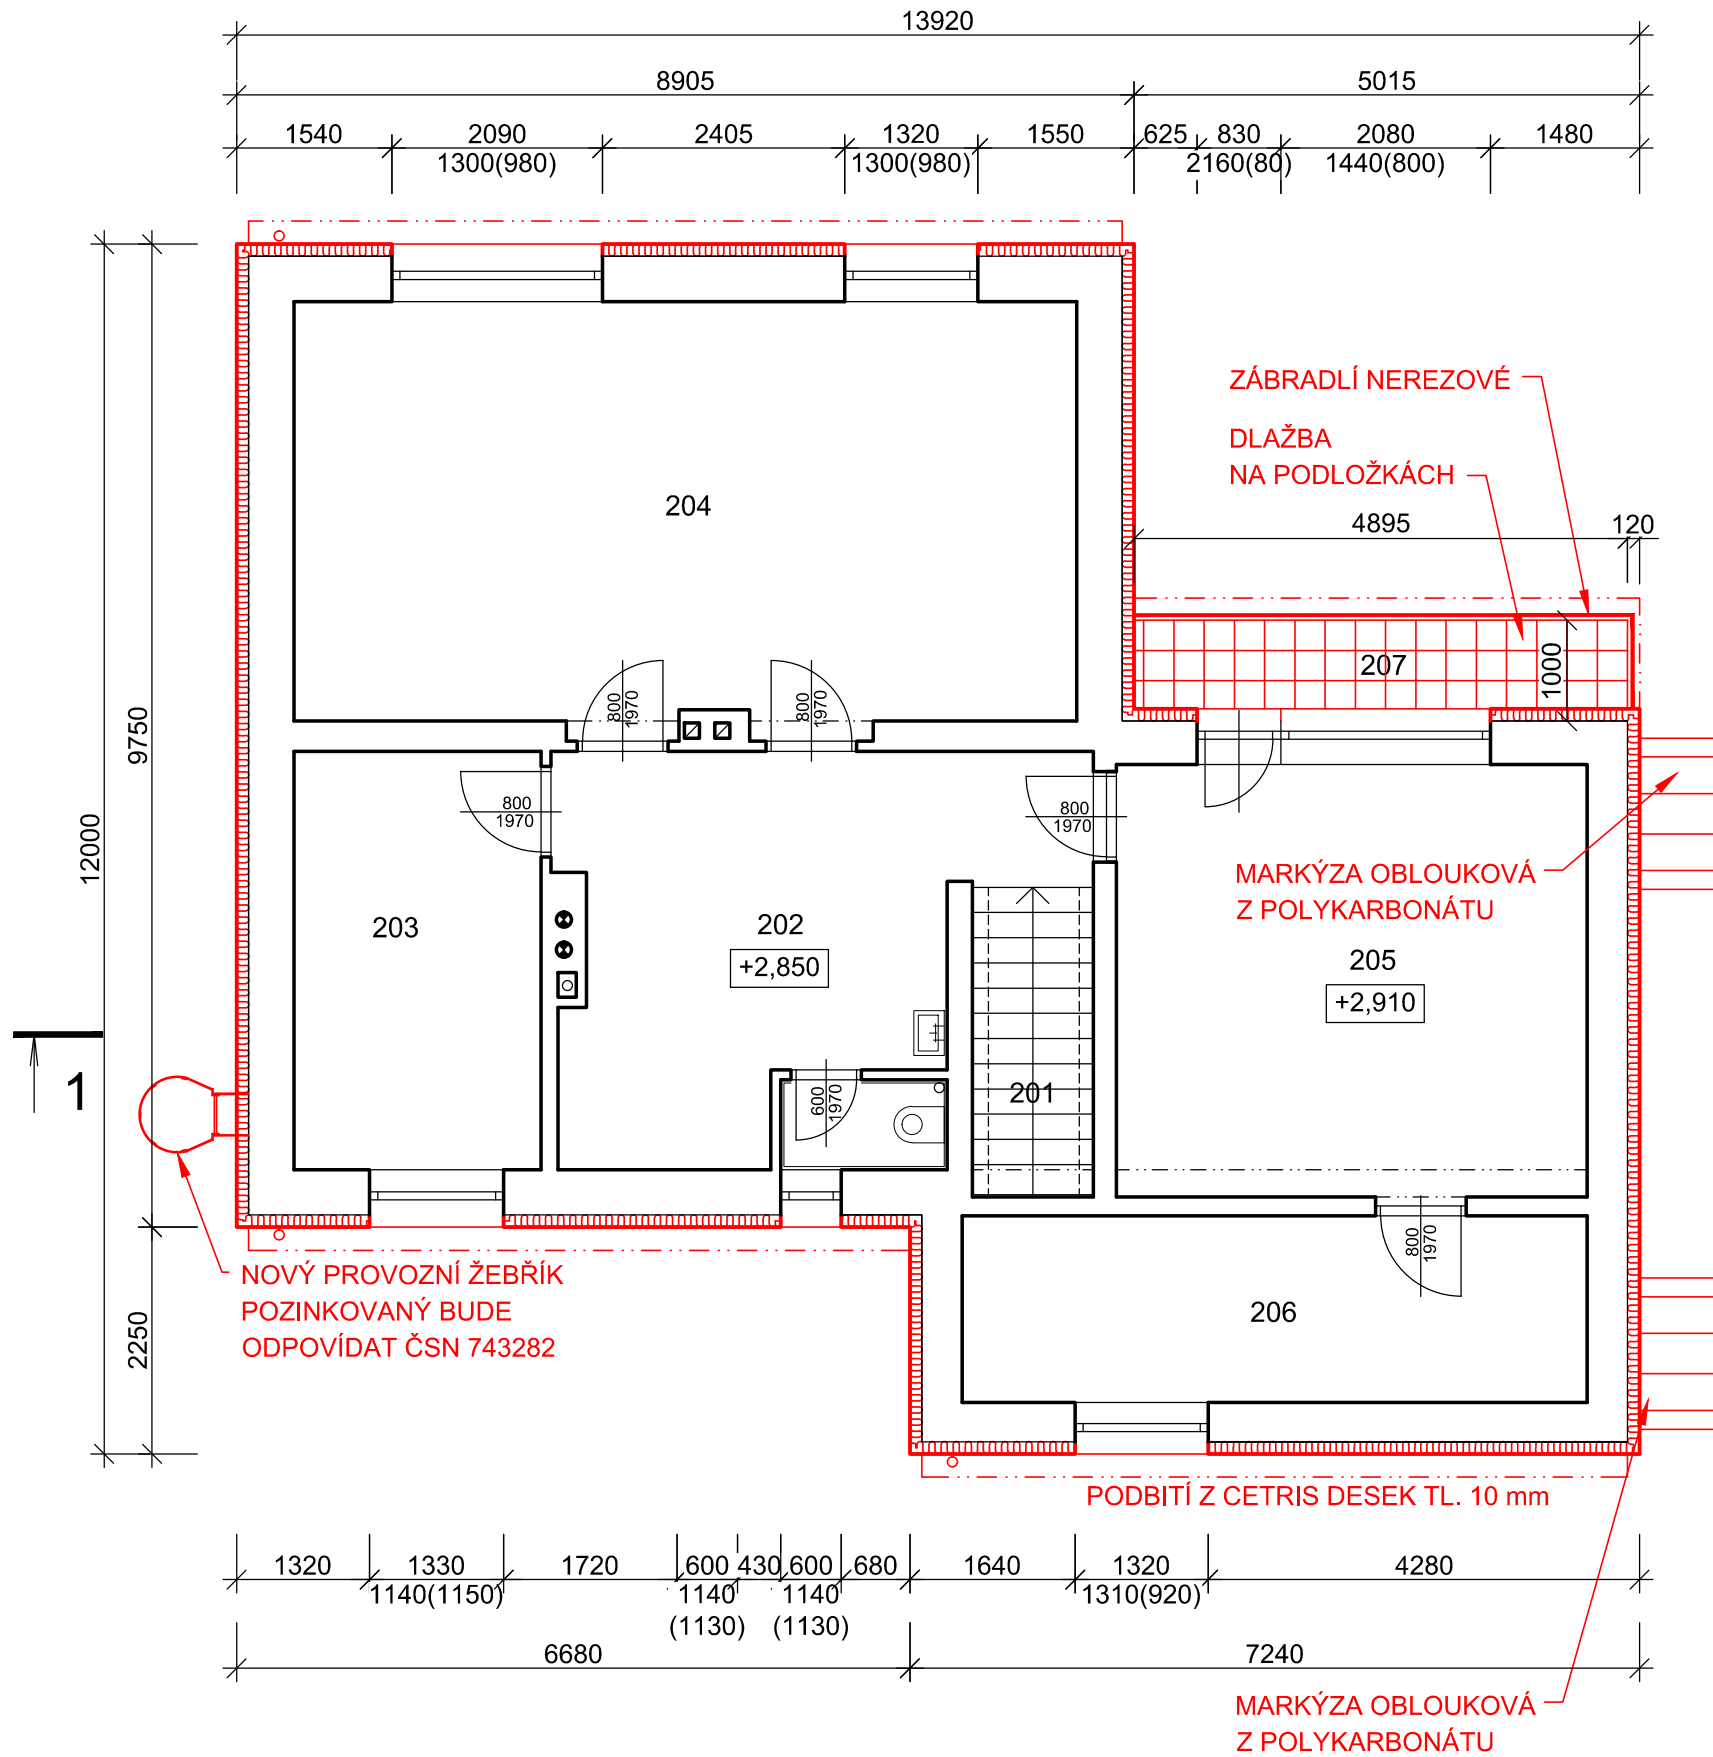 13920
8905 5015
1540 2090 2405 1320 1550 625 830 2080 1480
1300(980) 1300(980) 2160(80) 1440(800)
ZÁBRADLÍ NEREZOVÉ
DLAŽBA
NA PODLOŽKÁCH
204
4895 120
207
1000
800
1970
800
1970
9750
12000
800
1970
800
1970
MARKÝZA OBLOUKOVÁ
Z POLYKARBONÁTU
203
202
+2,850
205
+2,910
1
201
600
1970
800
1970
NOVÝ PROVOZNÍ ŽEBŘÍK
POZINKOVANÝ BUDE
ODPOVÍDAT ČSN 743282
2250
206
PODBITÍ Z CETRIS DESEK TL. 10 mm
1320 1330 1720 600 430 600 680 1640 1320 4280
1140(1150) 1140 1140 1310(920)
(1130) (1130)
6680 7240
MARKÝZA OBLOUKOVÁ
Z POLYKARBONÁTU